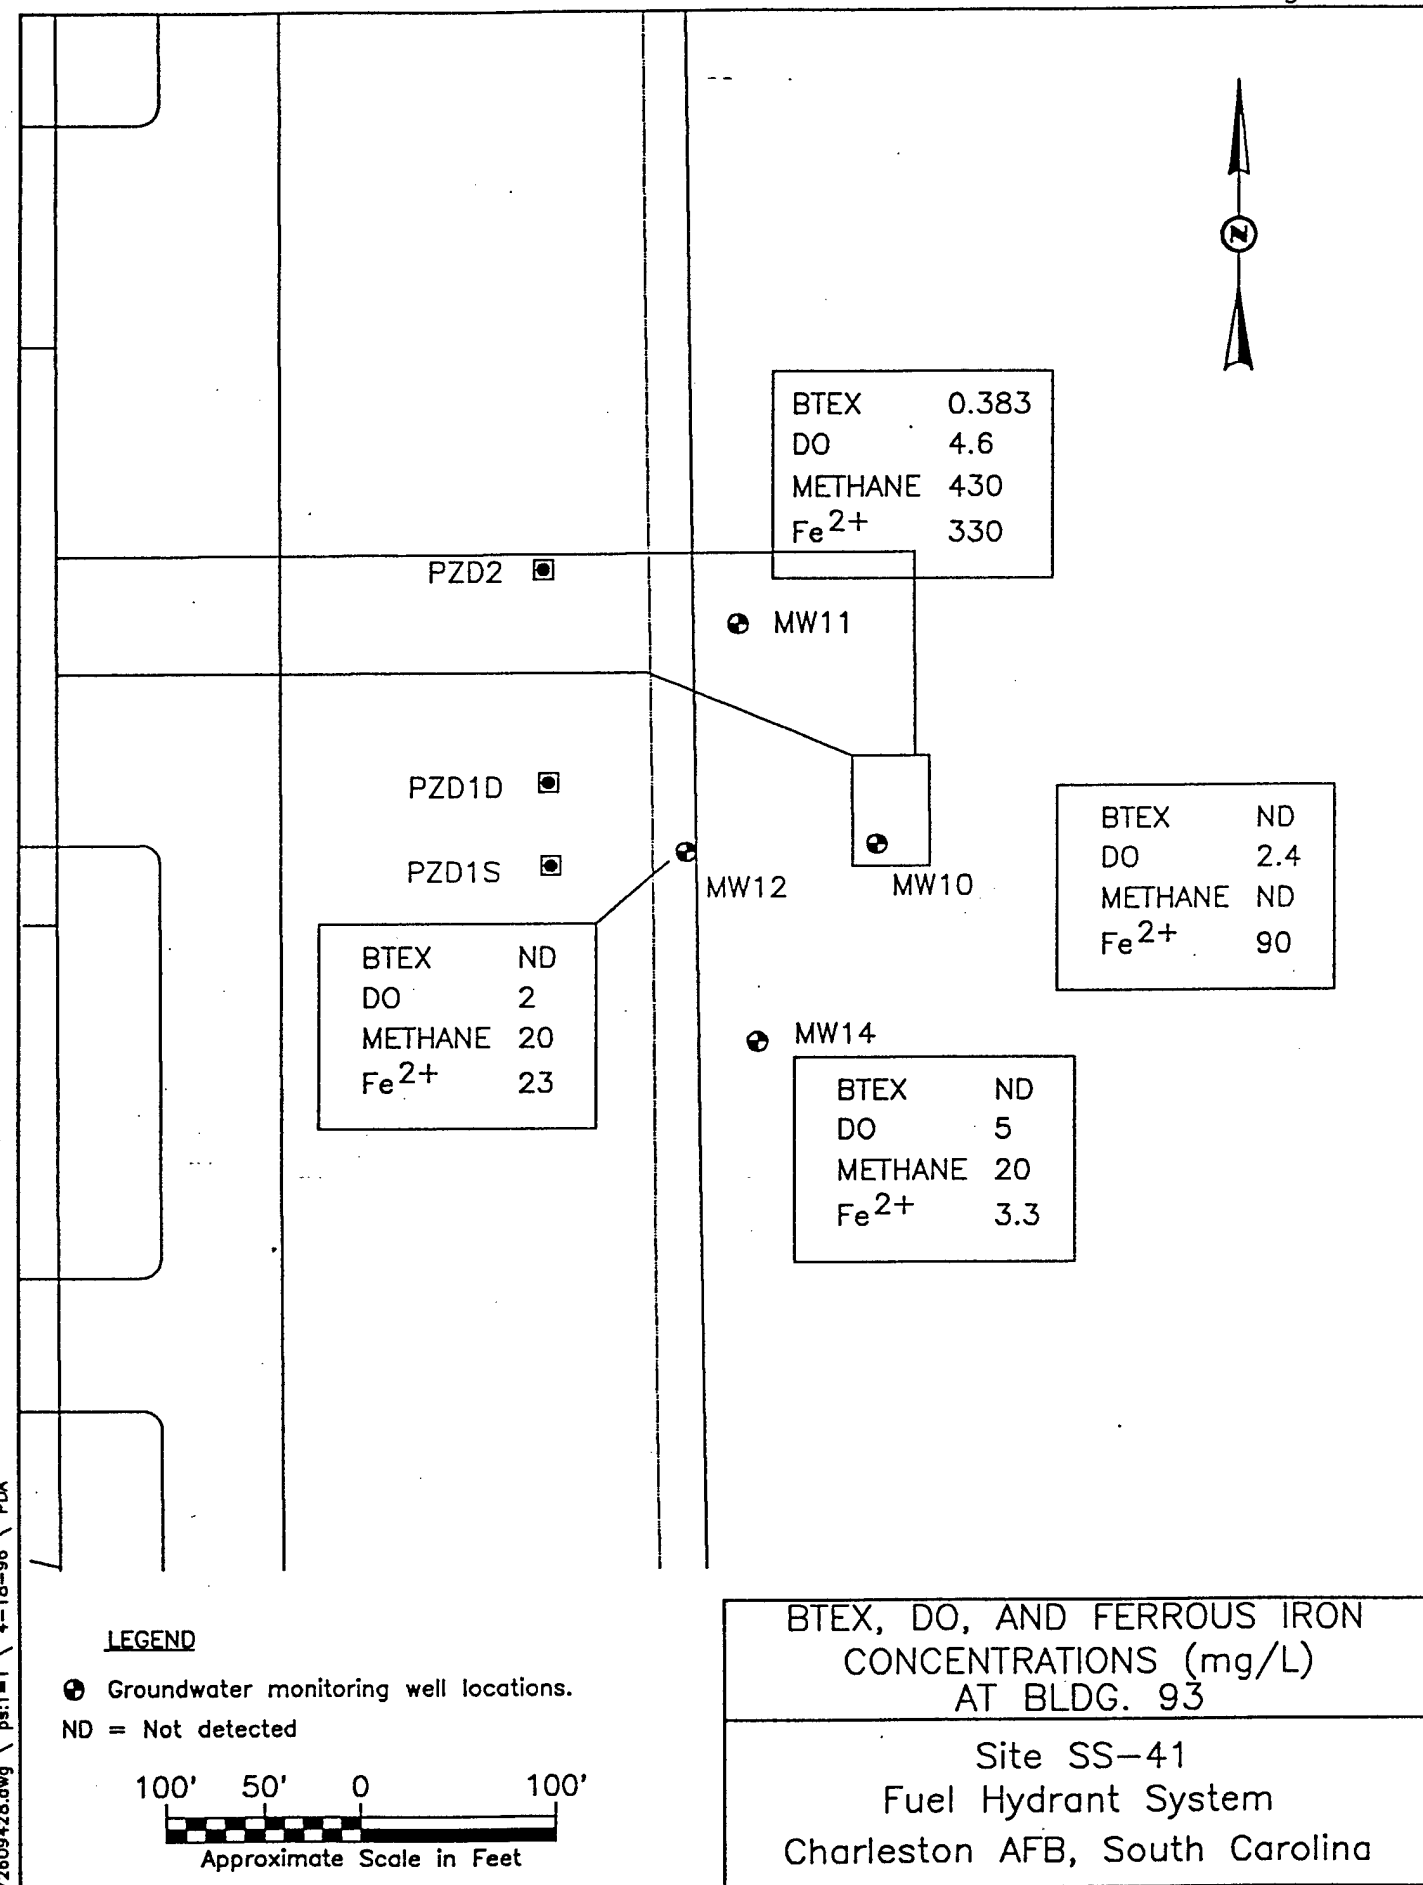 BTEX 0.383
DO 4.6
METHANE 430
Fe2+ 330
PZD2
MW11
PZD1D
PZD1S
MW12
MW10
BTEX ND
DO 2.4
METHANE ND
Fe2+ 90
BTEX ND
DO 2
METHANE 20
Fe2+ 23
MW14
BTEX ND
DO 5
METHANE 20
Fe2+ 3.3
LEGEND
Groundwater monitoring well locations.
ND = Not detected
100' 50' 0 100'
Approximate Scale in Feet
BTEX, DO, AND FERROUS IRON
CONCENTRATIONS (mg/L)
AT BLDG. 93
Site SS-41
Fuel Hydrant System
Charleston AFB, South Carolina
N